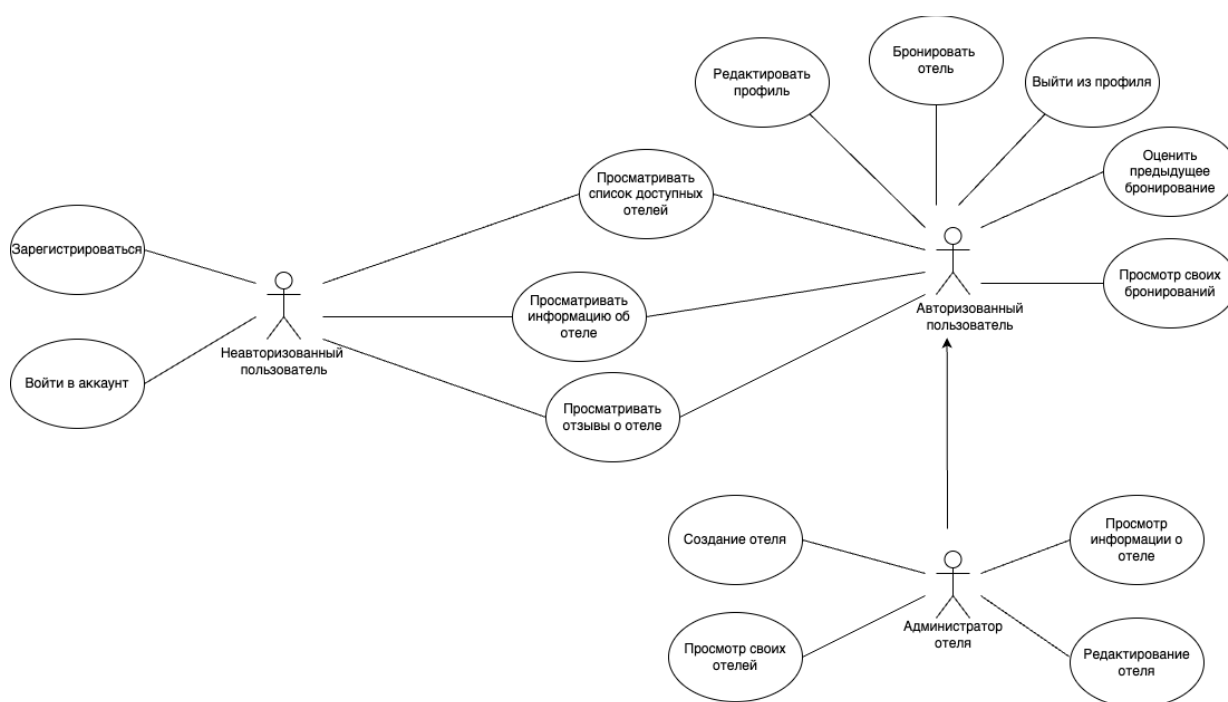 Бронировать
отель
Редактировать
профиль
Выйти из профиля
Оценить
предыдущее
бронирование
Просматривать
список доступных
отелей
Зарегистрироваться
Просмотр своих
бронирований
Просматривать
информацию об
отеле
Авторизованный
пользователь
Неавторизованный
пользователь
Войти в аккаунт
Просматривать
отзывы о отеле
Создание отеля
Просмотр
информации о
отеле
Администратор
отеля
Просмотр своих
отелей
Редактирование
отеля